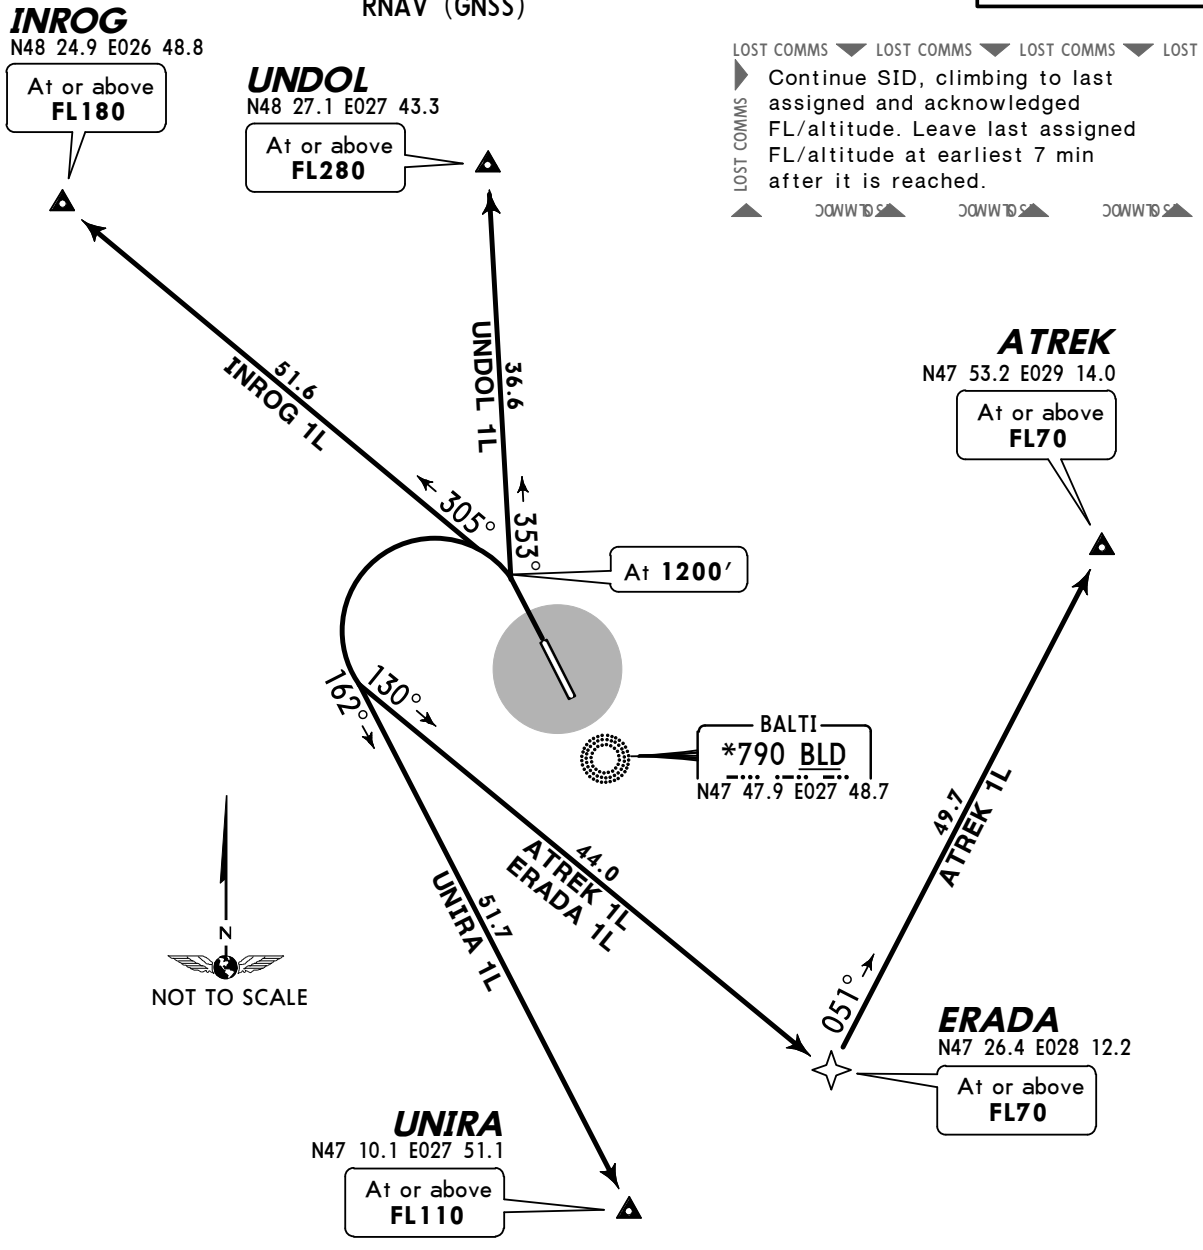 RNAV (GNSS)
INROG
N48 24.9 E026 48.8
At or above
FL180
UNDOL
N48 27.1 E027 43.3
At or above
FL280
LOST COMMS LOST COMMS LOST COMMS LOST
LOST COMMS
Continue SID, climbing to last
assigned and acknowledged
FL/altitude. Leave last assigned
FL/altitude at earliest 7 min
after it is reached.
ATREK
N47 53.2 E029 14.0
At or above
FL70
51.6
INROG 1L
UNDOL 1L
36.6
305°
353°
At 1200'
162°
130°
BALTI
*790 BLD
N47 47.9 E027 48.7
49.7
ATREK 1L
44.0
ATREK 1L
ERADA 1L
51.7
UNIRA 1L
N
NOT TO SCALE
051°
ERADA
N47 26.4 E028 12.2
At or above
FL70
UNIRA
N47 10.1 E027 51.1
At or above
FL110